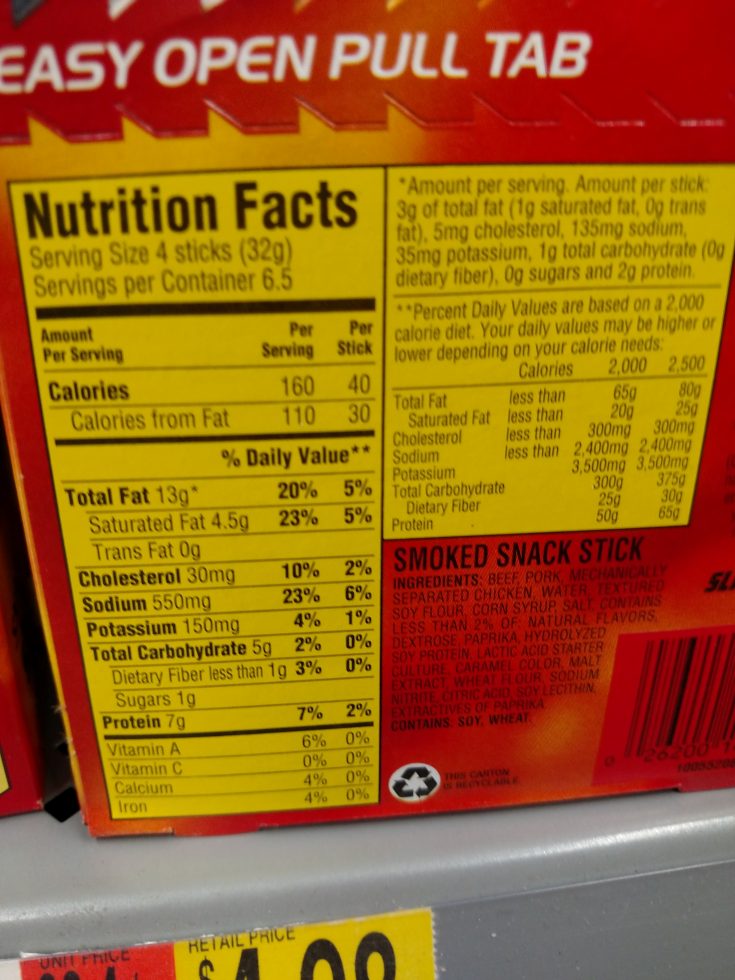 EASY OPEN PULL TAB
Nutrition Facts
Serving Size 4 sticks (32g)
Servings per Container 6.5
Amount Per Per
Per Serving Serving Stick
Calories 160 40
Calories from Fat 110 30
% Daily Value**
Total Fat 13g* 20% 5%
Saturated Fat 4.5g 23% 5%
Trans Fat 0g
Cholesterol 30mg 10% 2%
Sodium 550mg 23% 6%
Potassium 150mg 4% 1%
Total Carbohydrate 5g 2% 0%
Dietary Fiber less than 1g 3% 0%
Sugars 1g
Protein 7g 7% 2%
Vitamin A 6% 0%
Vitamin C 0% 0%
Calcium 4% 0%
Iron 4% 0%
*Amount per serving. Amount per stick:
3g of total fat (1g saturated fat, 0g trans
fat), 5mg cholesterol, 135mg sodium,
35mg potassium, 1g total carbohydrate (0g
dietary fiber), 0g sugars and 2g protein.
**Percent Daily Values are based on a 2,000
calorie diet. Your daily values may be higher or
lower depending on your calorie needs:
Calories 2,000 2,500
Total Fat less than 65g 80g
Saturated Fat less than 20g 25g
Cholesterol less than 300mg 300mg
Sodium less than 2,400mg 2,400mg
Potassium 3,500mg 3,500mg
Total Carbohydrate 300g 375g
Dietary Fiber 25g 30g
Protein 50g 65g
SMOKED SNACK STICK
INGREDIENTS: BEEF, PORK, MECHANICALLY
SEPARATED CHICKEN, WATER, TEXTURED
SOY FLOUR, CORN SYRUP, SALT, CONTAINS
LESS THAN 2% OF: NATURAL FLAVORS,
DEXTROSE, PAPRIKA, HYDROLYZED
SOY PROTEIN, LACTIC ACID STARTER
CULTURE, CARAMEL COLOR, MALT
EXTRACT, WHEAT FLOUR, SODIUM
NITRITE, CITRIC ACID, SOY LECITHIN,
EXTRACTIVES OF PAPRIKA.
CONTAINS: SOY, WHEAT.
THIS CARTON
IS RECYCLABLE.
0 26200
UNIT PRICE
RETAIL PRICE